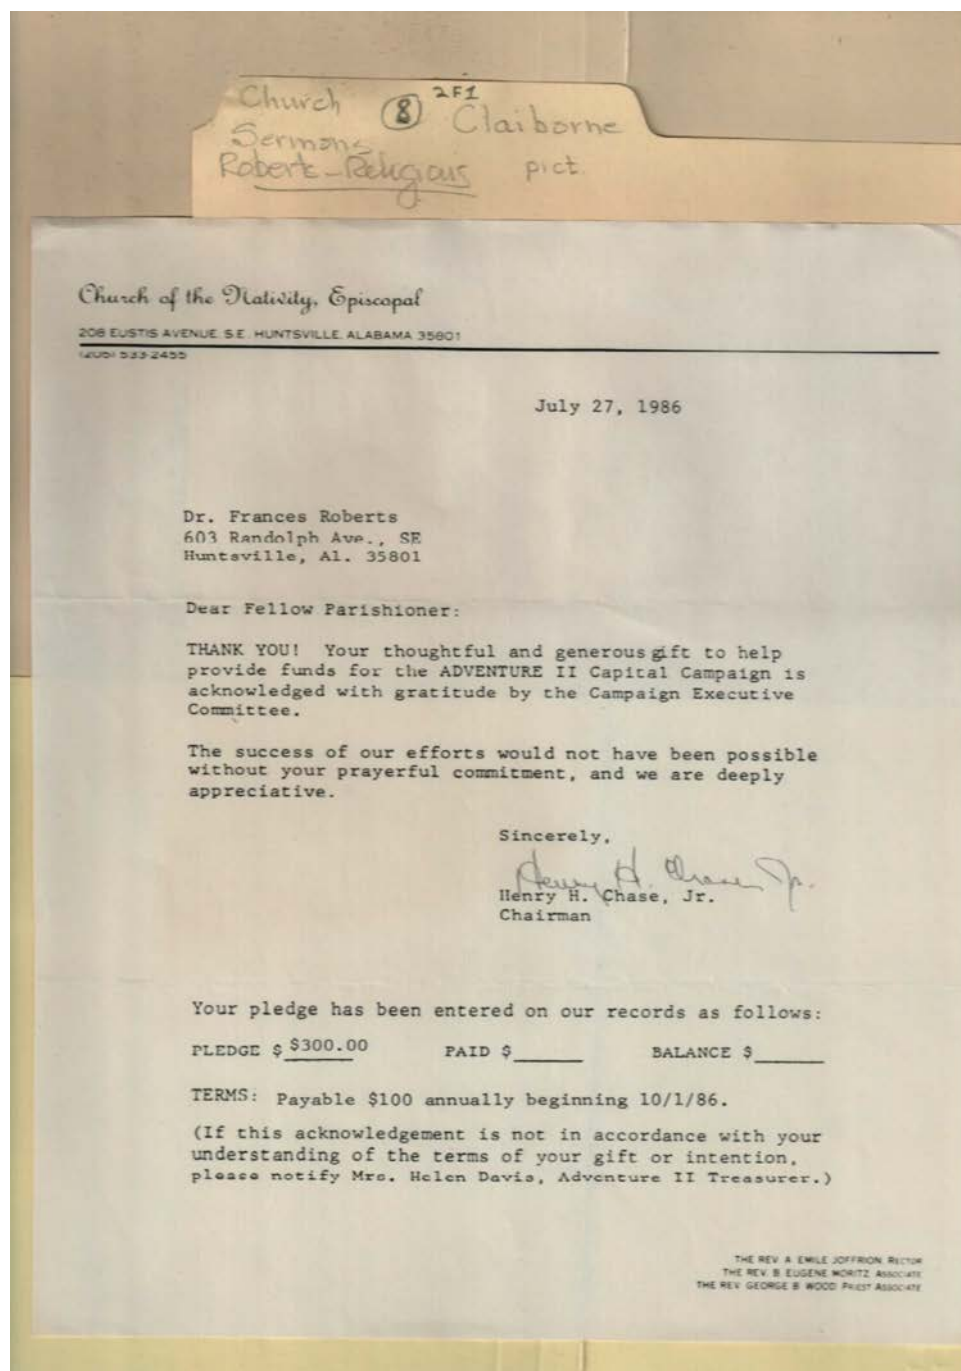 Church 8 2F1 Claiborne
Sermons
Roberts-Religious pict.
Church of the Nativity, Episcopal
208 EUSTIS AVENUE S.E. HUNTSVILLE, ALABAMA 35801
(205) 533-2455
July 27, 1986
Dr. Frances Roberts
603 Randolph Ave., SE
Huntsville, Al. 35801
Dear Fellow Parishioner:
THANK YOU! Your thoughtful and generous gift to help
provide funds for the ADVENTURE II Capital Campaign is
acknowledged with gratitude by the Campaign Executive
Committee.
The success of our efforts would not have been possible
without your prayerful commitment, and we are deeply
appreciative.
Sincerely,
Henry H. Chase, Jr.
Henry H. Chase, Jr.
Chairman
Your pledge has been entered on our records as follows:
PLEDGE $ $300.00 PAID $______ BALANCE $______
TERMS: Payable $100 annually beginning 10/1/86.
(If this acknowledgement is not in accordance with your
understanding of the terms of your gift or intention,
please notify Mrs. Helen Davis, Adventure II Treasurer.)
THE REV. A. EMILE JOFFRION, RECTOR
THE REV. B. EUGENE MORITZ, ASSOCIATE
THE REV. GEORGE B. WOOD, PRIEST ASSOCIATE